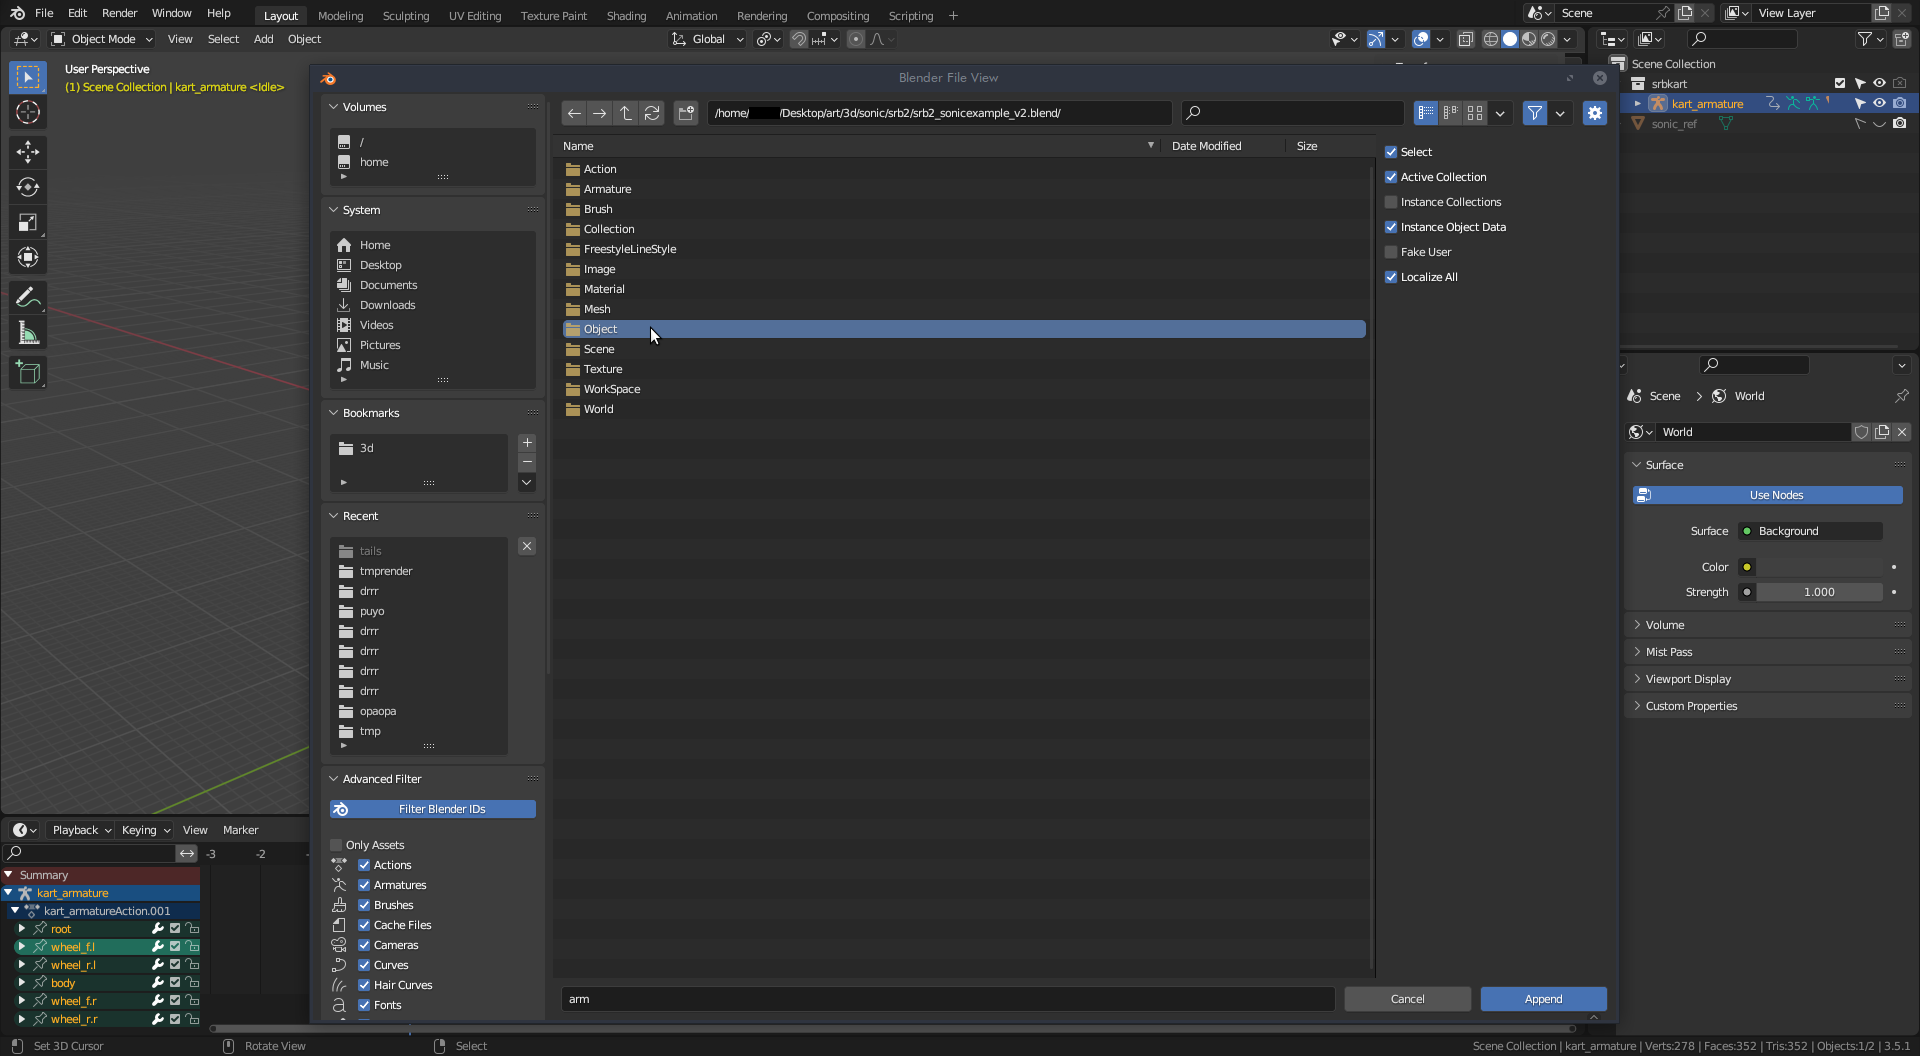 File Edit Render Window Help Layout Modeling Sculpting UV Editing Texture Paint Shading Animation Rendering Compositing Scripting + Scene View Layer
Object Mode View Select Add Object Global
User Perspective
(1) Scene Collection | kart_armature <Idle>
Blender File View
Volumes
/
home
System
Home
Desktop
Documents
Downloads
Videos
Pictures
Music
Bookmarks
3d
Recent
tails
tmprender
drrr
puyo
drrr
drrr
drrr
drrr
opaopa
tmp
Advanced Filter
Filter Blender IDs
Only Assets
Actions
Armatures
Brushes
Cache Files
Cameras
Curves
Hair Curves
Fonts
/home/ /Desktop/art/3d/sonic/srb2/srb2_sonicexample_v2.blend/
Name Date Modified Size
Action
Armature
Brush
Collection
FreestyleLineStyle
Image
Material
Mesh
Object
Scene
Texture
WorkSpace
World
arm
Cancel
Append
Select
Active Collection
Instance Collections
Instance Object Data
Fake User
Localize All
Scene Collection
srbkart
kart_armature
sonic_ref
Scene > World
World
Surface
Use Nodes
Surface Background
Color
Strength 1.000
Volume
Mist Pass
Viewport Display
Custom Properties
Playback Keying View Marker
-3 -2
Summary
kart_armature
kart_armatureAction.001
root
wheel_f.l
wheel_r.l
body
wheel_f.r
wheel_r.r
Set 3D Cursor Rotate View Select
Scene Collection | kart_armature | Verts:278 | Faces:352 | Tris:352 | Objects:1/2 | 3.5.1